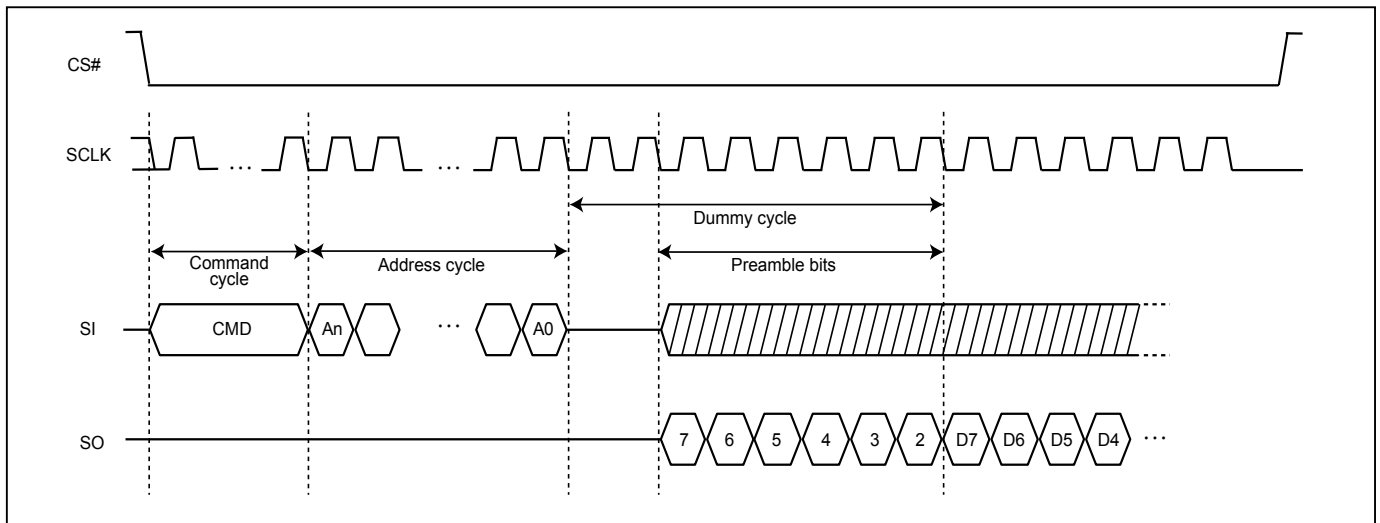 CS#
SCLK
... ...
Dummy cycle
Command
cycle
Address cycle
Preamble bits
SI
CMD
An
...
A0
SO
7 6 5 4 3 2 D7 D6 D5 D4 ...